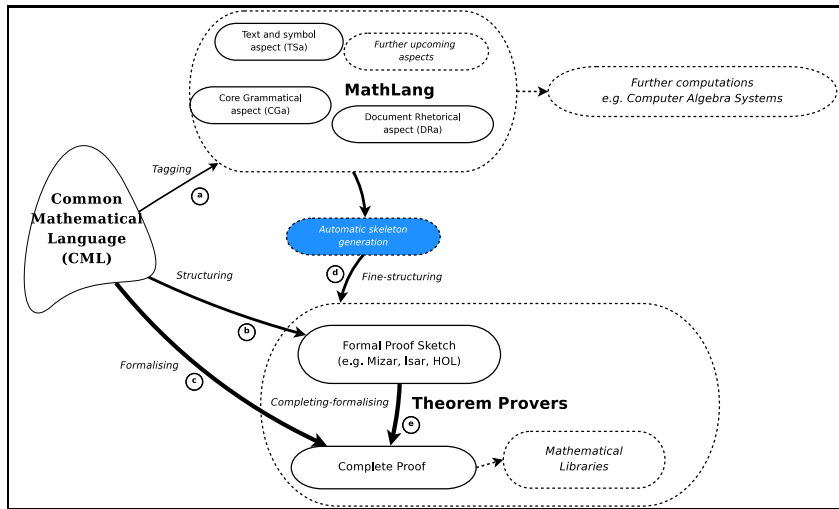 Text and symbol
aspect (TSa)
Further upcoming
aspects
MathLang
Core Grammatical
aspect (CGa)
Document Rhetorical
aspect (DRa)
Further computations
e.g. Computer Algebra Systems
Tagging
a
Common
Mathematical
Language
(CML)
Automatic skeleton
generation
Structuring
d
Fine-structuring
b
Formal Proof Sketch
(e.g. Mizar, Isar, HOL)
Formalising
c
Completing-formalising
Theorem Provers
e
Complete Proof
Mathematical
Libraries